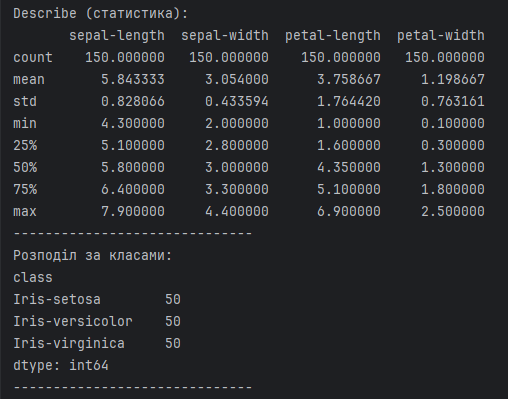 Describe (статистика):
       sepal-length  sepal-width  petal-length  petal-width
count    150.000000   150.000000    150.000000   150.000000
mean       5.843333     3.054000      3.758667     1.198667
std        0.828066     0.433594      1.764420     0.763161
min        4.300000     2.000000      1.000000     0.100000
25%        5.100000     2.800000      1.600000     0.300000
50%        5.800000     3.000000      4.350000     1.300000
75%        6.400000     3.300000      5.100000     1.800000
max        7.900000     4.400000      6.900000     2.500000
------------------------------
Розподіл за класами:
class
Iris-setosa        50
Iris-versicolor    50
Iris-virginica     50
dtype: int64
------------------------------